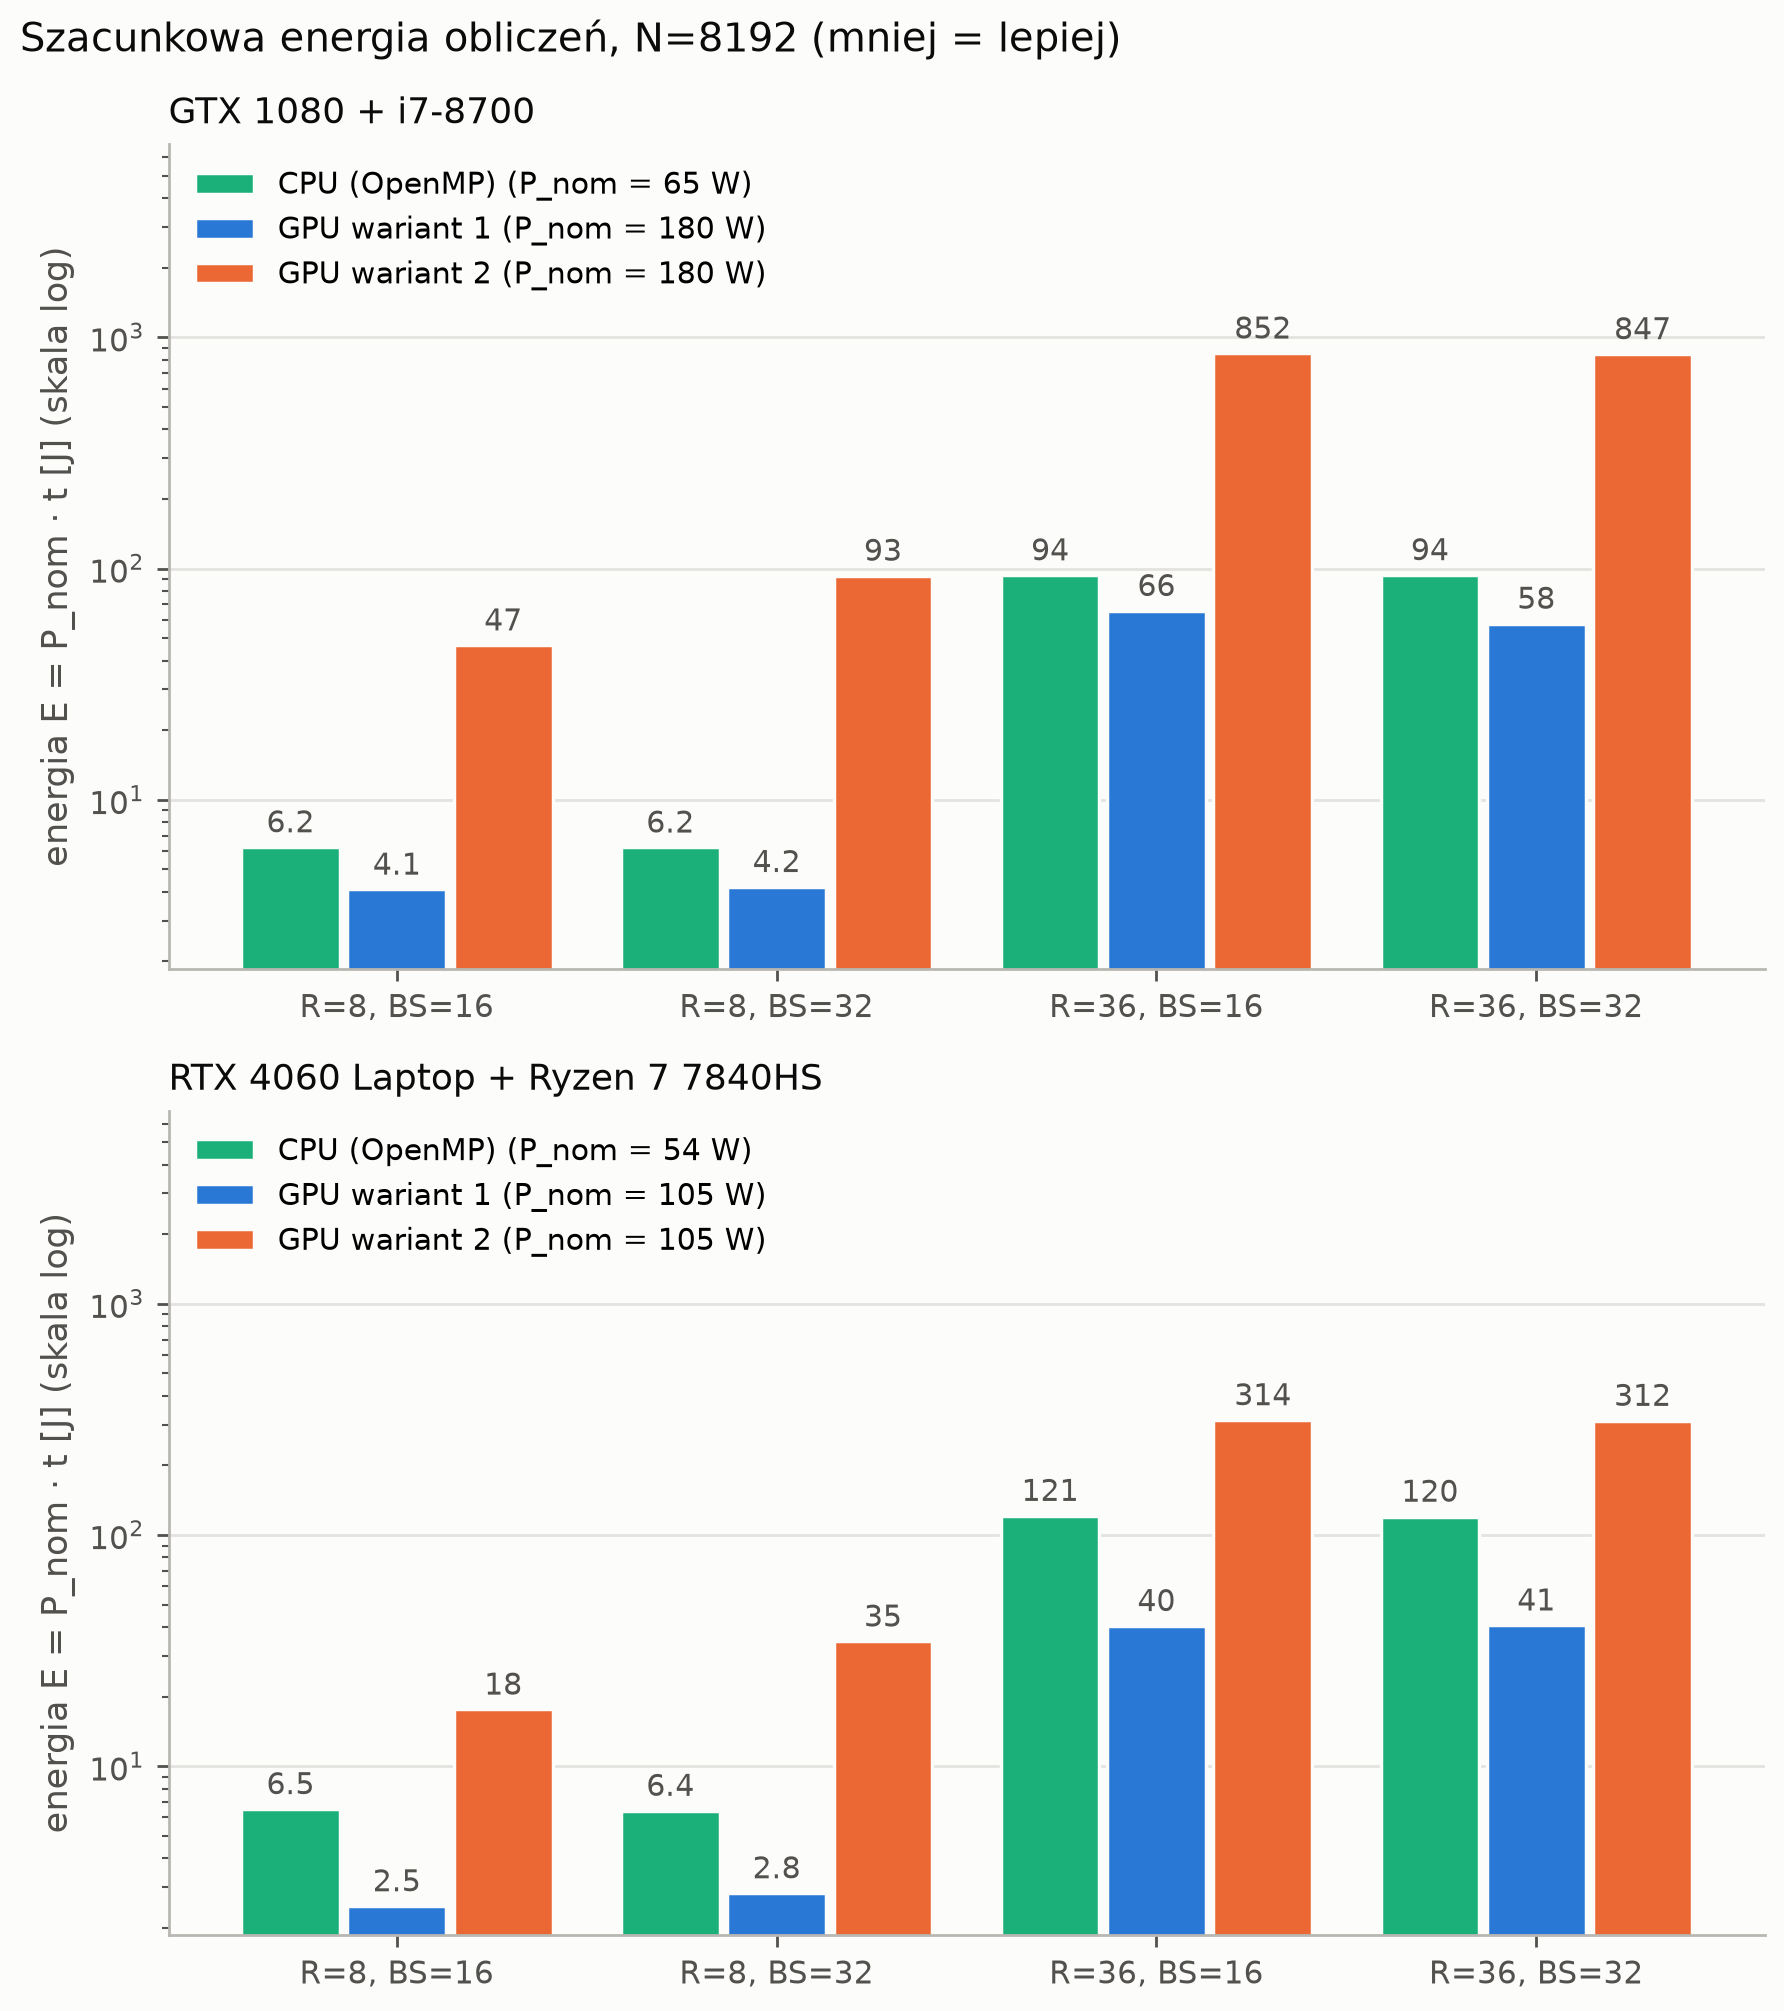 Szacunkowa energia obliczeń, N=8192 (mniej = lepiej)
GTX 1080 + i7-8700
CPU (OpenMP) (P_nom = 65 W)
GPU wariant 1 (P_nom = 180 W)
GPU wariant 2 (P_nom = 180 W)
energia E = P_nom · t [J] (skala log)
10³
10²
10¹
6.2
4.1
47
6.2
4.2
93
94
66
852
94
58
847
R=8, BS=16
R=8, BS=32
R=36, BS=16
R=36, BS=32
RTX 4060 Laptop + Ryzen 7 7840HS
CPU (OpenMP) (P_nom = 54 W)
GPU wariant 1 (P_nom = 105 W)
GPU wariant 2 (P_nom = 105 W)
energia E = P_nom · t [J] (skala log)
10³
10²
10¹
6.5
2.5
18
6.4
2.8
35
121
40
314
120
41
312
R=8, BS=16
R=8, BS=32
R=36, BS=16
R=36, BS=32